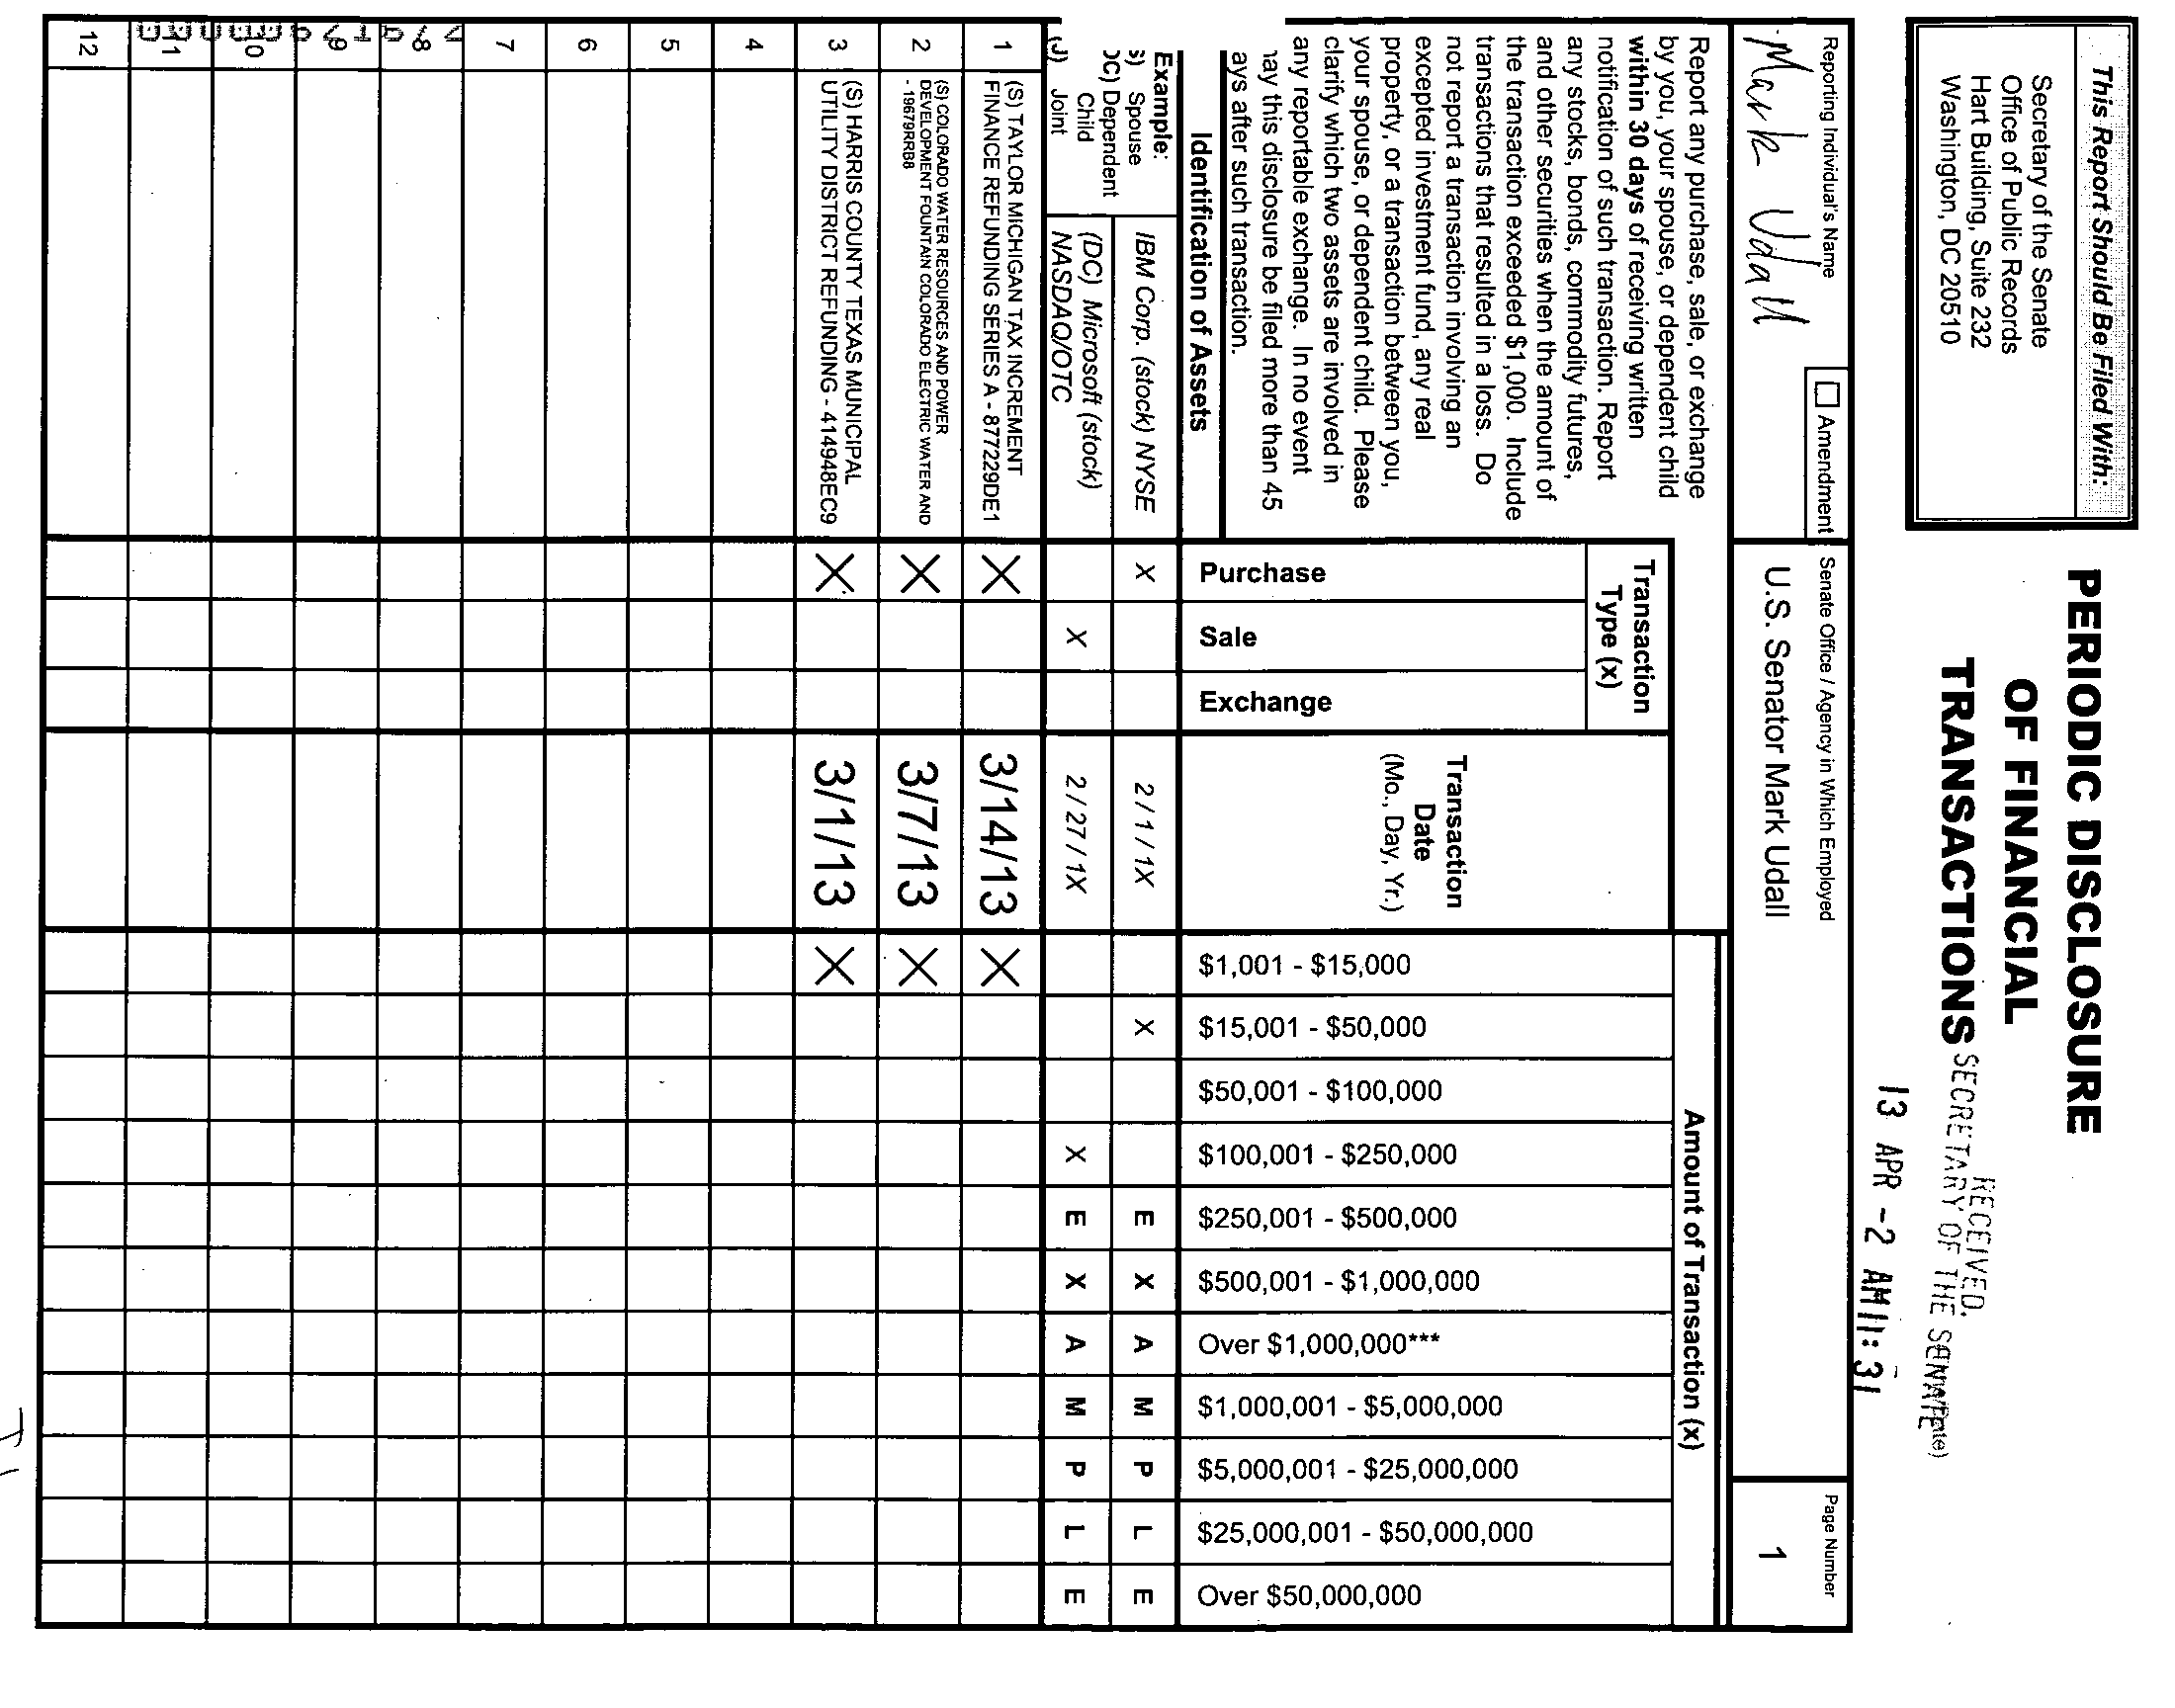 This Report Should Be Filed With:
Secretary of the Senate
Office of Public Records
Hart Building, Suite 232
Washington, DC 20510
PERIODIC DISCLOSURE
OF FINANCIAL
TRANSACTIONS
RECEIVED
SECRETARY OF THE SENATE
13 APR -2 AM 11:31
Reporting Individual's Name
Mark Udall
Amendment
Senate Office / Agency in Which Employed
U.S. Senator Mark Udall
Page Number
1
Report any purchase, sale, or exchange
by you, your spouse, or dependent child
within 30 days of receiving written
notification of such transaction. Report
any stocks, bonds, commodity futures,
and other securities when the amount of
the transaction exceeded $1,000. Include
transactions that resulted in a loss. Do
not report a transaction involving an
excepted investment fund, any real
property, or a transaction between you,
your spouse, or dependent child. Please
clarify which two assets are involved in
any reportable exchange. In no event
nay this disclosure be filed more than 45
ays after such transaction.
Identification of Assets
Transaction
Type (x)
Purchase
Sale
Exchange
Transaction
Date
(Mo., Day, Yr.)
Amount of Transaction (x)
$1,001 - $15,000
$15,001 - $50,000
$50,001 - $100,000
$100,001 - $250,000
$250,001 - $500,000
$500,001 - $1,000,000
Over $1,000,000***
$1,000,001 - $5,000,000
$5,000,001 - $25,000,000
$25,000,001 - $50,000,000
Over $50,000,000
Example:
S) Spouse
DC) Dependent
Child
(J) Joint
IBM Corp. (stock) NYSE X 2 / 1 / 1X X E X A M P L E
(DC) Microsoft (stock)
NASDAQ/OTC X 2 / 27 / 1X X E X A M P L E
1 (S) TAYLOR MICHIGAN TAX INCREMENT
FINANCE REFUNDING SERIES A - 877229DE1 X 3/14/13 X
2 (S) COLORADO WATER RESOURCES AND POWER
DEVELOPMENT FOUNTAIN COLORADO ELECTRIC WATER AND
- 19679RRB8 X 3/7/13 X
3 (S) HARRIS COUNTY TEXAS MUNICIPAL
UTILITY DISTRICT REFUNDING - 414948EC9 X 3/1/13 X
4
5
6
7
8
9
10
11
12